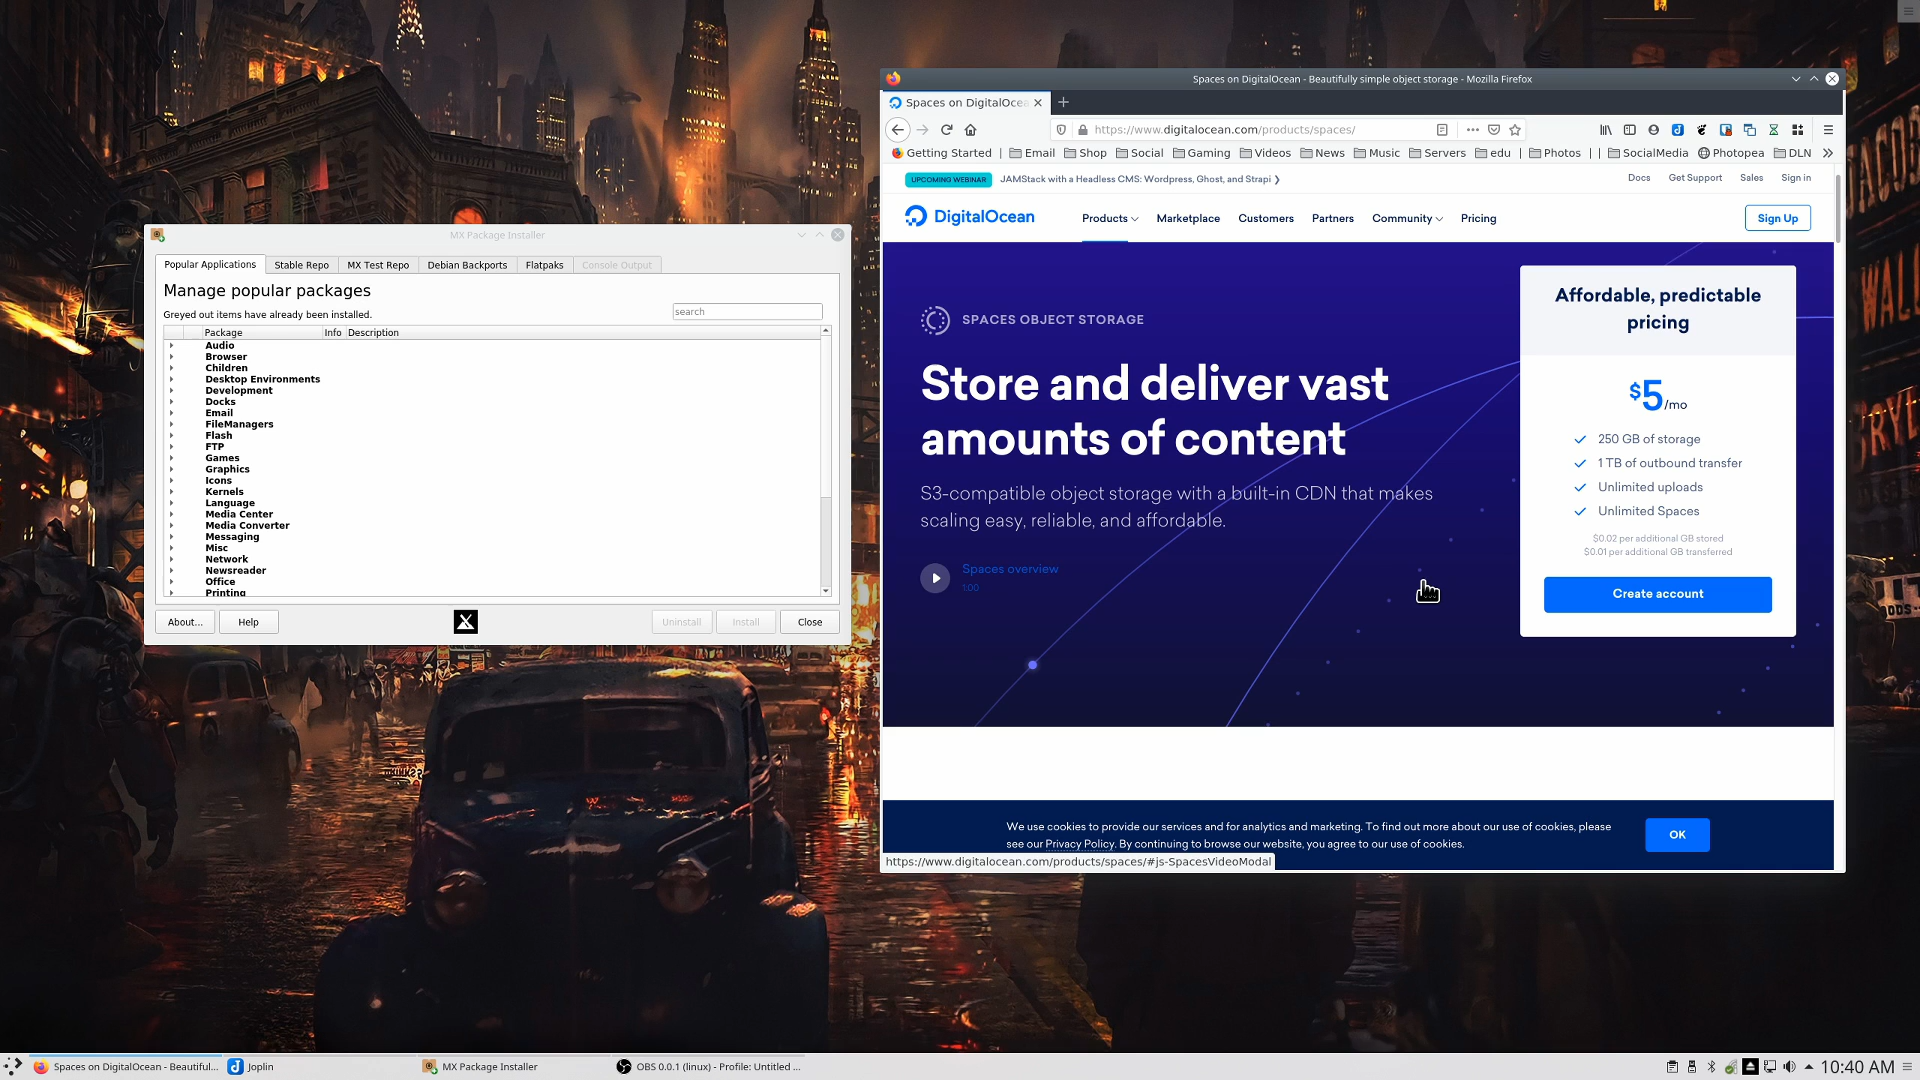 MX Package Installer
Popular Applications
Stable Repo
MX Test Repo
Debian Backports
Flatpaks
Console Output
Manage popular packages
Greyed out items have already been installed.
search
Package Info Description
Audio
Browser
Children
Desktop Environments
Development
Docks
Email
FileManagers
Flash
FTP
Games
Graphics
Icons
Kernels
Language
Media Center
Media Converter
Messaging
Misc
Network
Newsreader
Office
Printing
About... Help Uninstall Install Close
Spaces on DigitalOcean - Beautifully simple object storage - Mozilla Firefox
Spaces on DigitalOcea
https://www.digitalocean.com/products/spaces/
Getting Started | Email Shop Social Gaming Videos News Music Servers edu | Photos | | SocialMedia Photopea DLN
UPCOMING WEBINAR JAMStack with a Headless CMS: Wordpress, Ghost, and Strapi ❯ Docs Get Support Sales Sign in
DigitalOcean Products Marketplace Customers Partners Community Pricing Sign Up
SPACES OBJECT STORAGE
Store and deliver vast
amounts of content
S3-compatible object storage with a built-in CDN that makes
scaling easy, reliable, and affordable.
Spaces overview
1:00
Affordable, predictable
pricing
$5/mo
250 GB of storage
1 TB of outbound transfer
Unlimited uploads
Unlimited Spaces
$0.02 per additional GB stored
$0.01 per additional GB transferred
Create account
We use cookies to provide our services and for analytics and marketing. To find out more about our use of cookies, please
see our Privacy Policy. By continuing to browse our website, you agree to our use of cookies.
OK
https://www.digitalocean.com/products/spaces/#js-SpacesVideoModal
Spaces on DigitalOcean - Beautiful... Joplin MX Package Installer OBS 0.0.1 (linux) - Profile: Untitled ... 10:40 AM